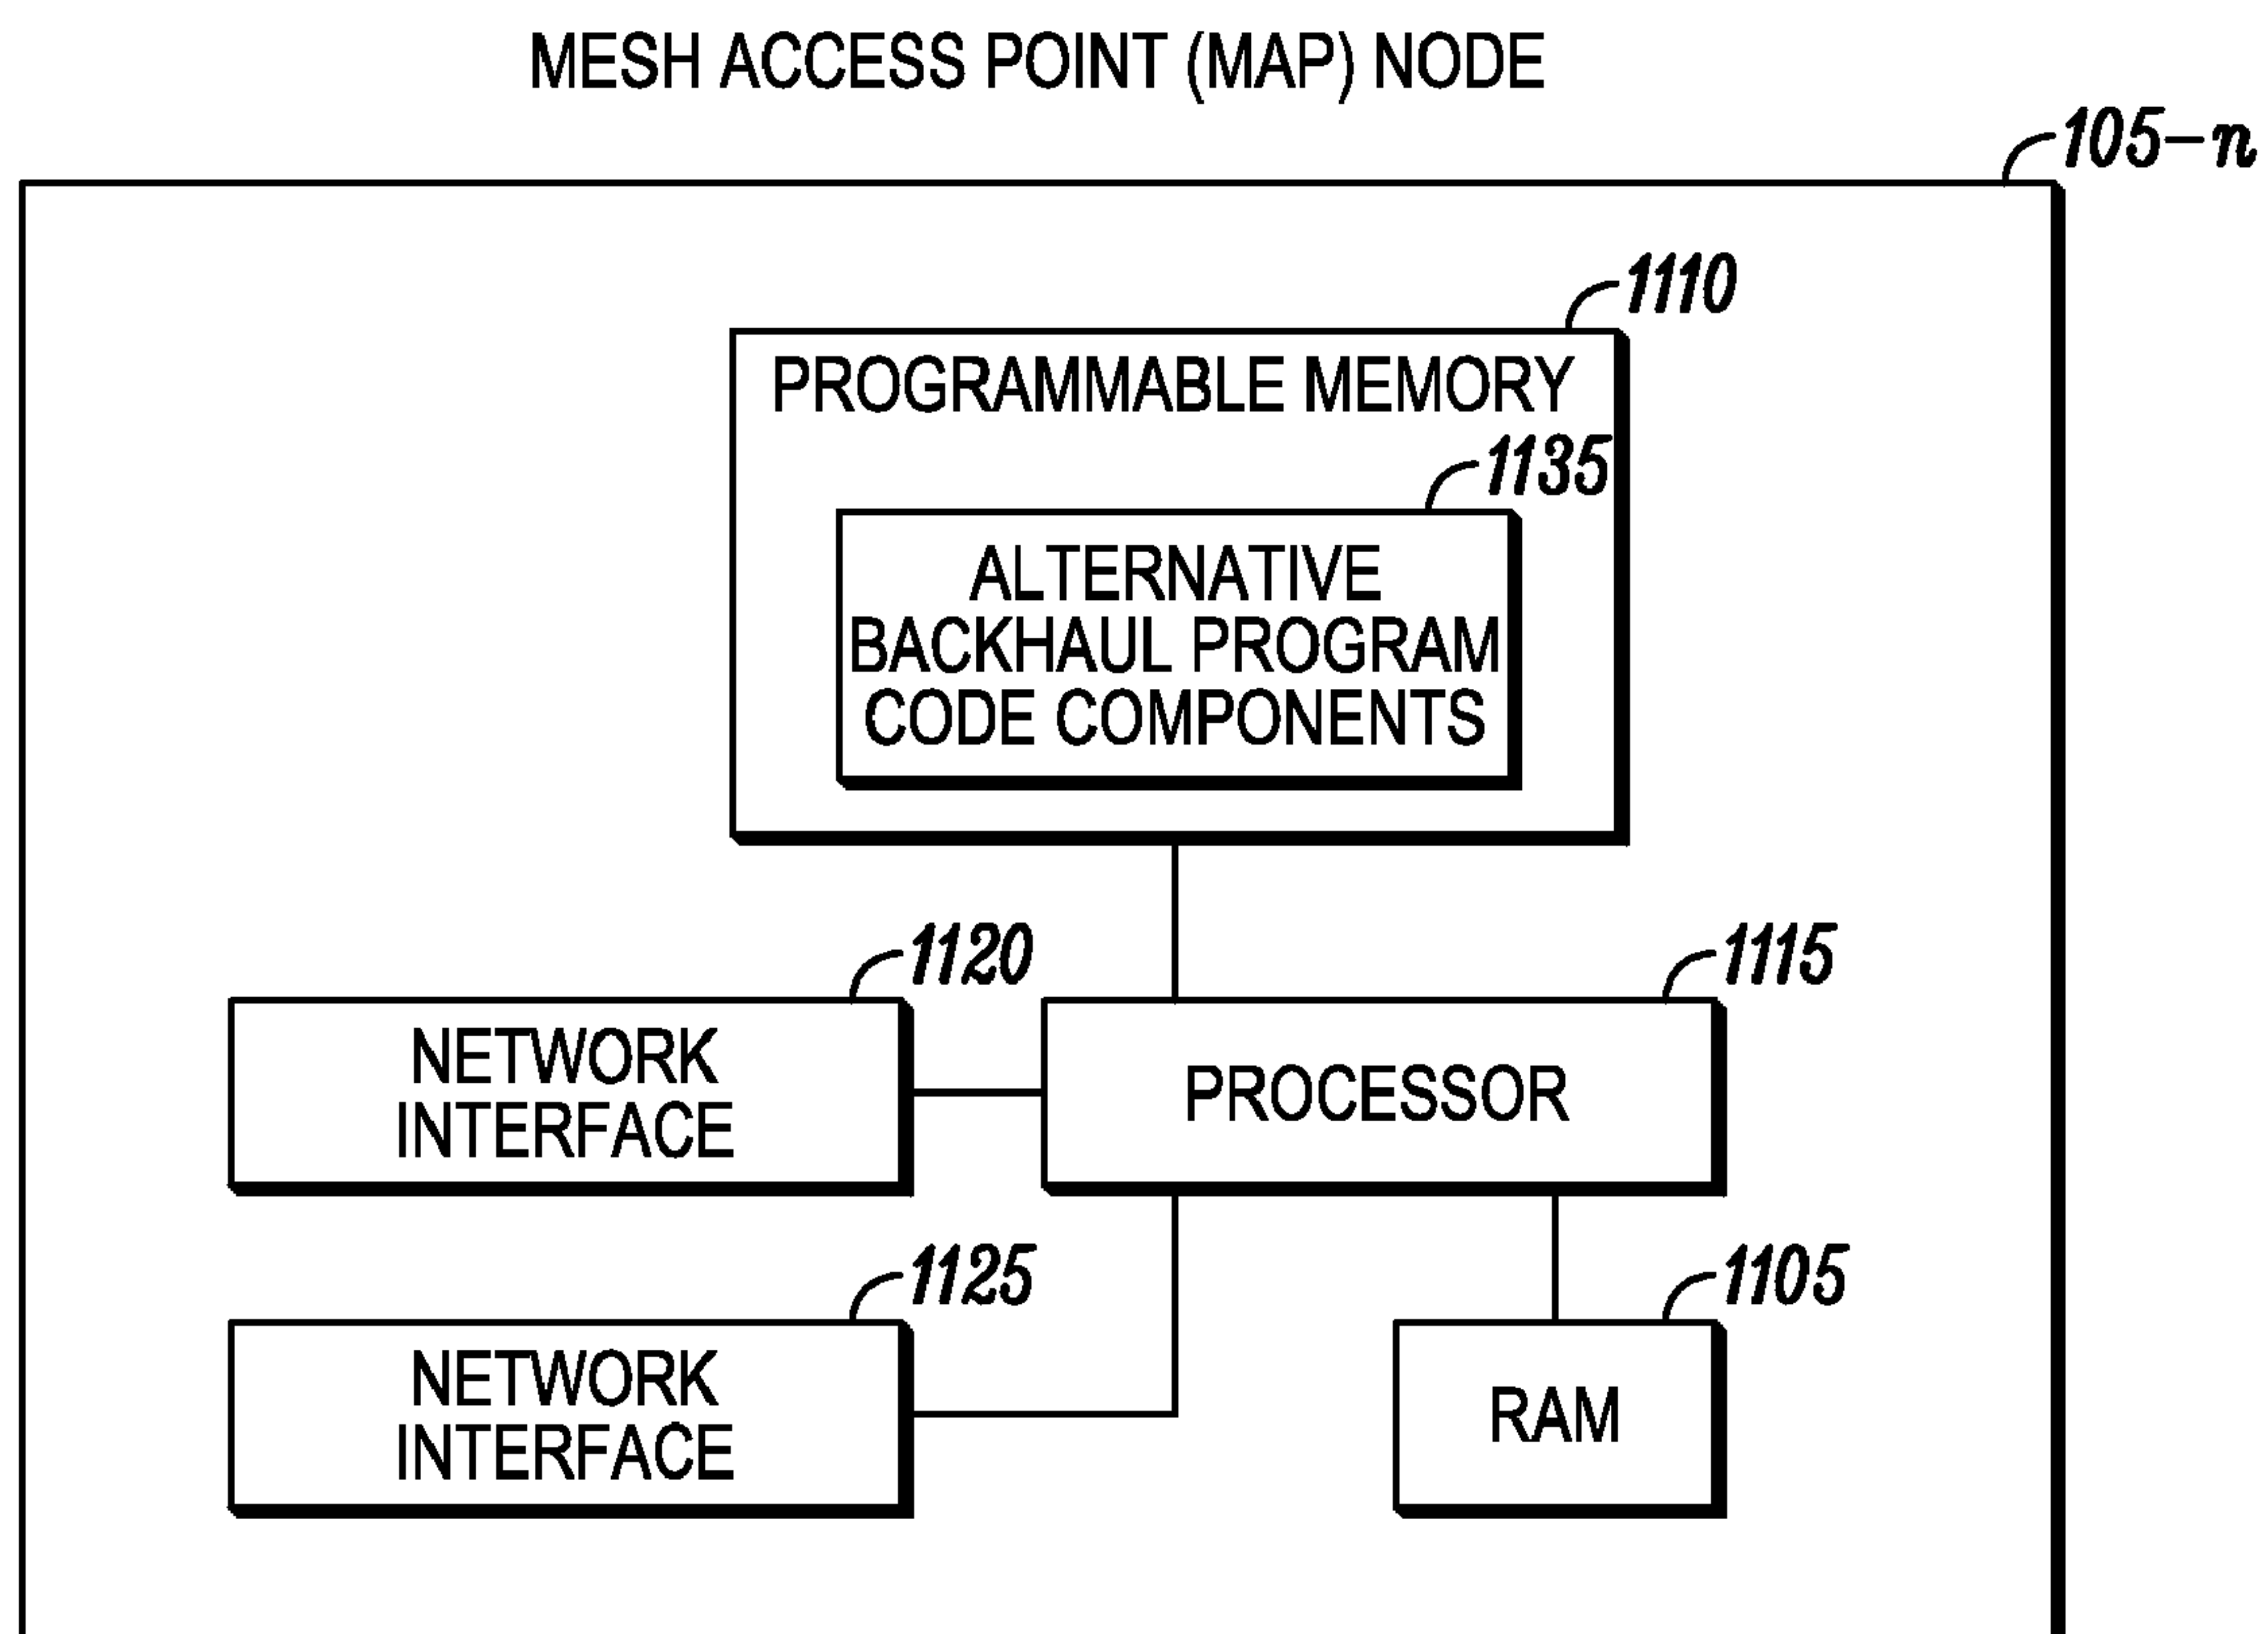 MESH ACCESS POINT (MAP) NODE
105-n
1110
PROGRAMMABLE MEMORY
1135
ALTERNATIVE
BACKHAUL PROGRAM
CODE COMPONENTS
1120
NETWORK
INTERFACE
1115
PROCESSOR
1125
NETWORK
INTERFACE
1105
RAM